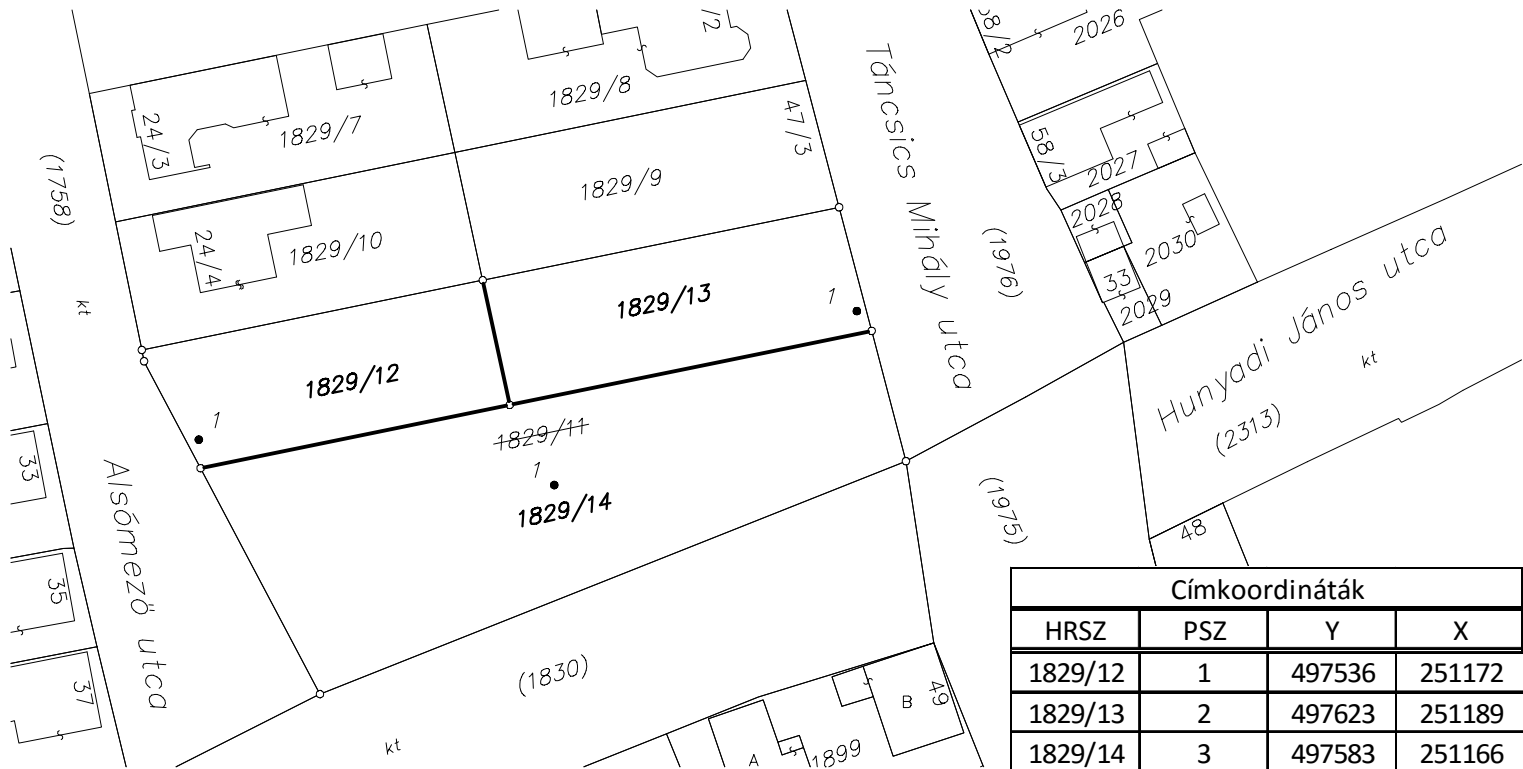 58/2
2026
/2
1829/8
47/3
Táncsics Mihály utca
24/3
1829/7
(1758)
58/3
2027
1829/9
2028
24/4
1829/10
(1976)
2030
33
2029
kt
1829/13
1
Hunyadi János utca
kt
(2313)
1829/12
1
1829/11
1
1829/14
33
Alsómező utca
(1975)
48
35
37
(1830)
kt
49
B
A
1899
Címkoordináták
HRSZ PSZ Y X
1829/12 1 497536 251172
1829/13 2 497623 251189
1829/14 3 497583 251166